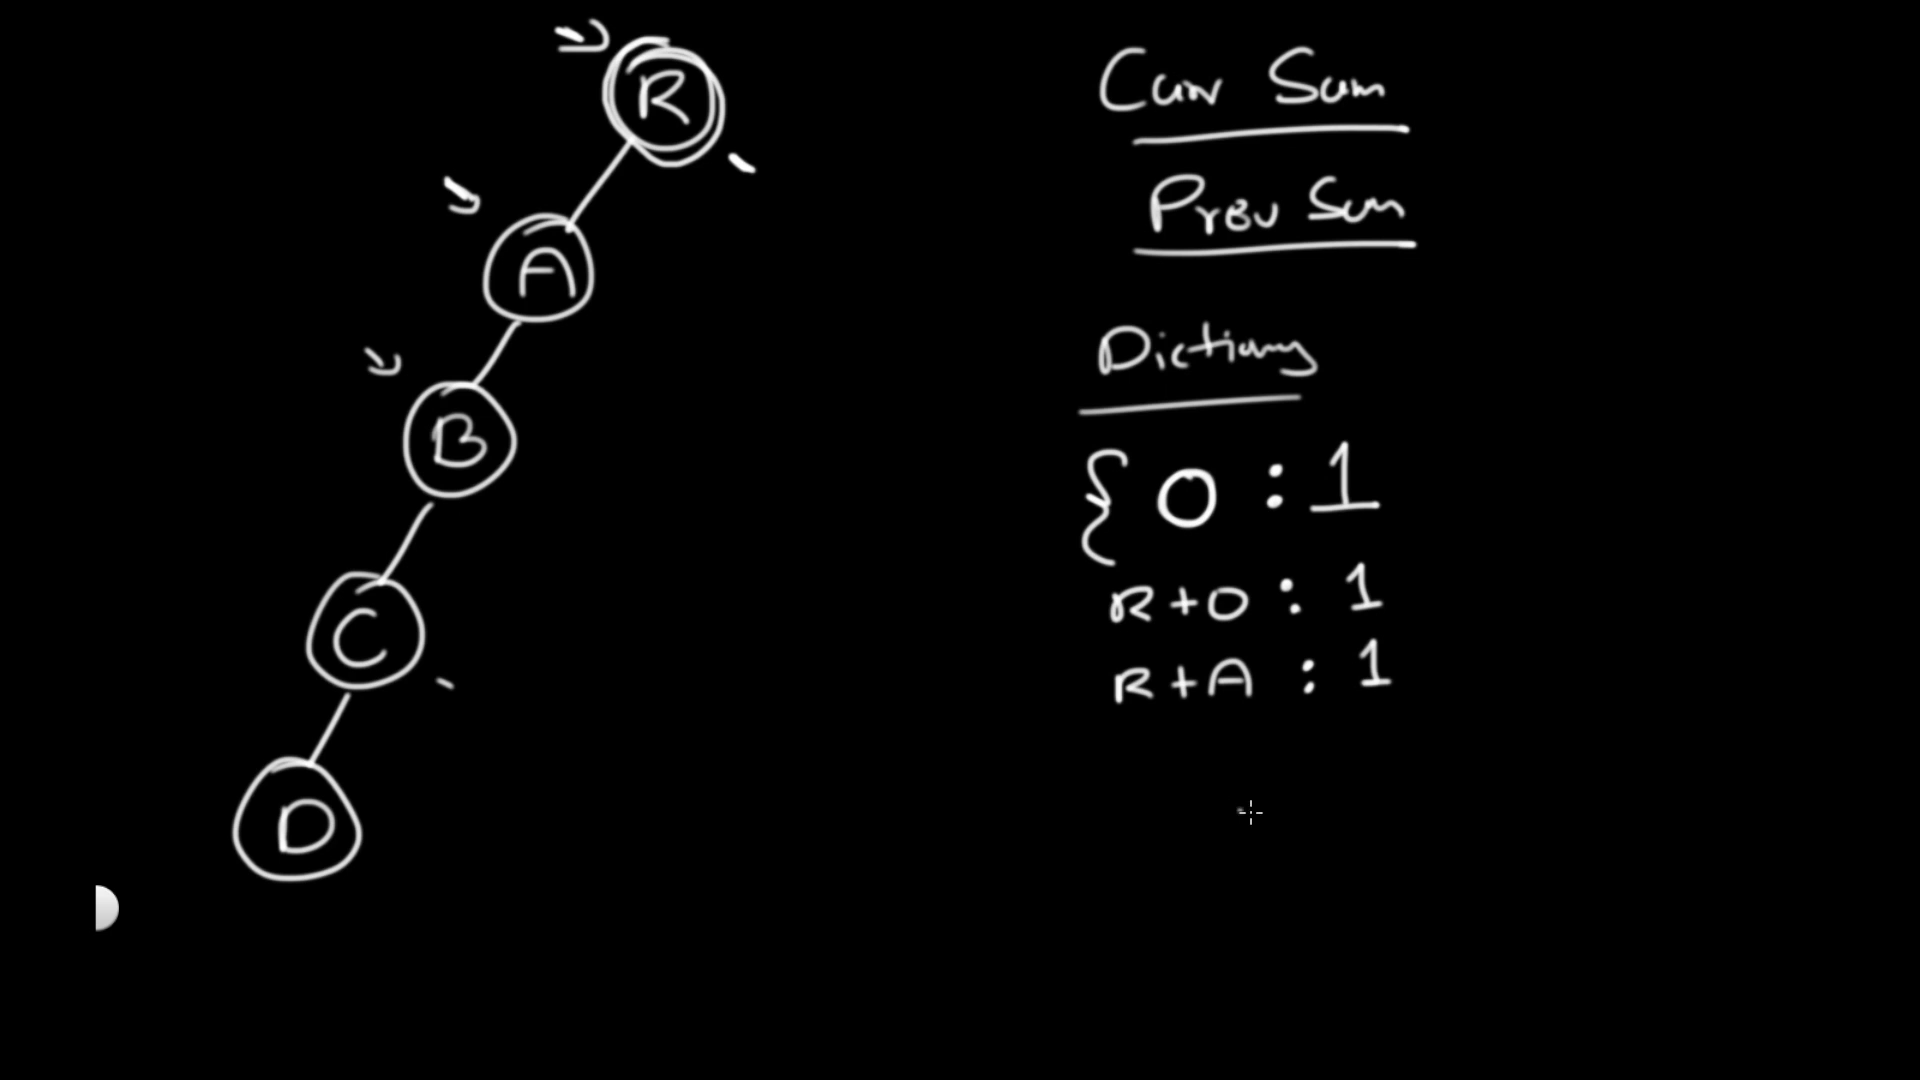 R
A
B
C
D
Curr Sum
Prev Sum
Dictionary
{ 0 : 1
R + 0 : 1
R + A : 1